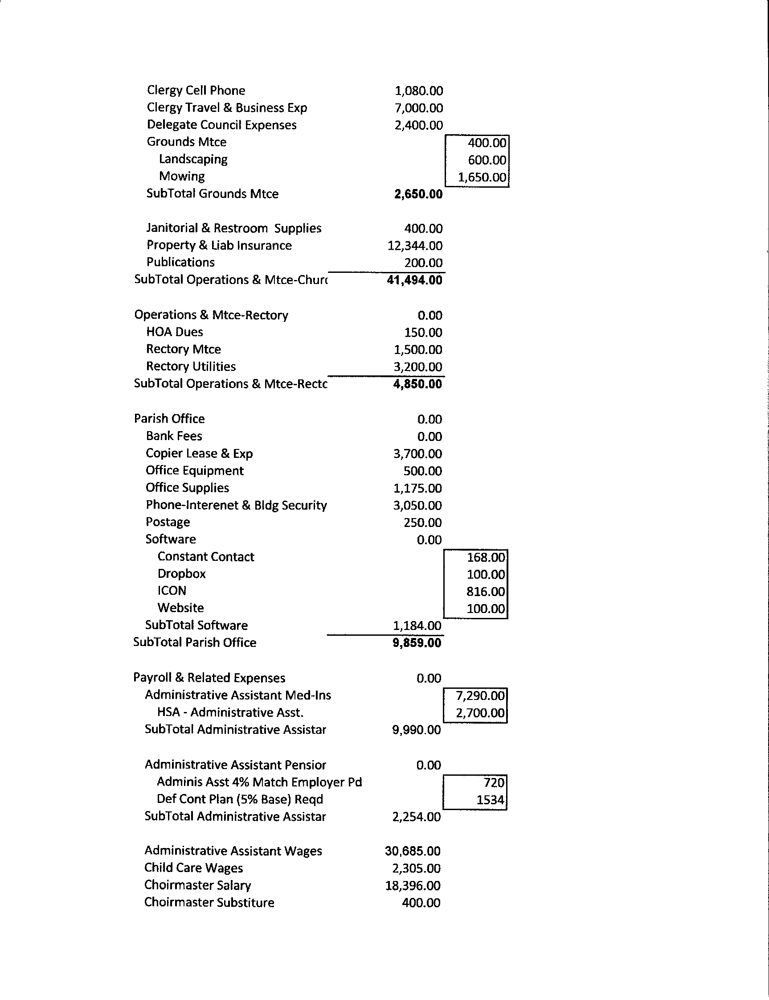 Clergy Cell Phone 1,080.00
Clergy Travel & Business Exp 7,000.00
Delegate Council Expenses 2,400.00
Grounds Mtce 400.00
Landscaping 600.00
Mowing 1,650.00
SubTotal Grounds Mtce 2,650.00
Janitorial & Restroom Supplies 400.00
Property & Liab Insurance 12,344.00
Publications 200.00
SubTotal Operations & Mtce-Churc 41,494.00
Operations & Mtce-Rectory 0.00
HOA Dues 150.00
Rectory Mtce 1,500.00
Rectory Utilities 3,200.00
SubTotal Operations & Mtce-Rectc 4,850.00
Parish Office 0.00
Bank Fees 0.00
Copier Lease & Exp 3,700.00
Office Equipment 500.00
Office Supplies 1,175.00
Phone-Interenet & Bldg Security 3,050.00
Postage 250.00
Software 0.00
Constant Contact 168.00
Dropbox 100.00
ICON 816.00
Website 100.00
SubTotal Software 1,184.00
SubTotal Parish Office 9,859.00
Payroll & Related Expenses 0.00
Administrative Assistant Med-Ins 7,290.00
HSA - Administrative Asst. 2,700.00
SubTotal Administrative Assistar 9,990.00
Administrative Assistant Pensior 0.00
Adminis Asst 4% Match Employer Pd 720
Def Cont Plan (5% Base) Reqd 1534
SubTotal Administrative Assistar 2,254.00
Administrative Assistant Wages 30,685.00
Child Care Wages 2,305.00
Choirmaster Salary 18,396.00
Choirmaster Substiture 400.00